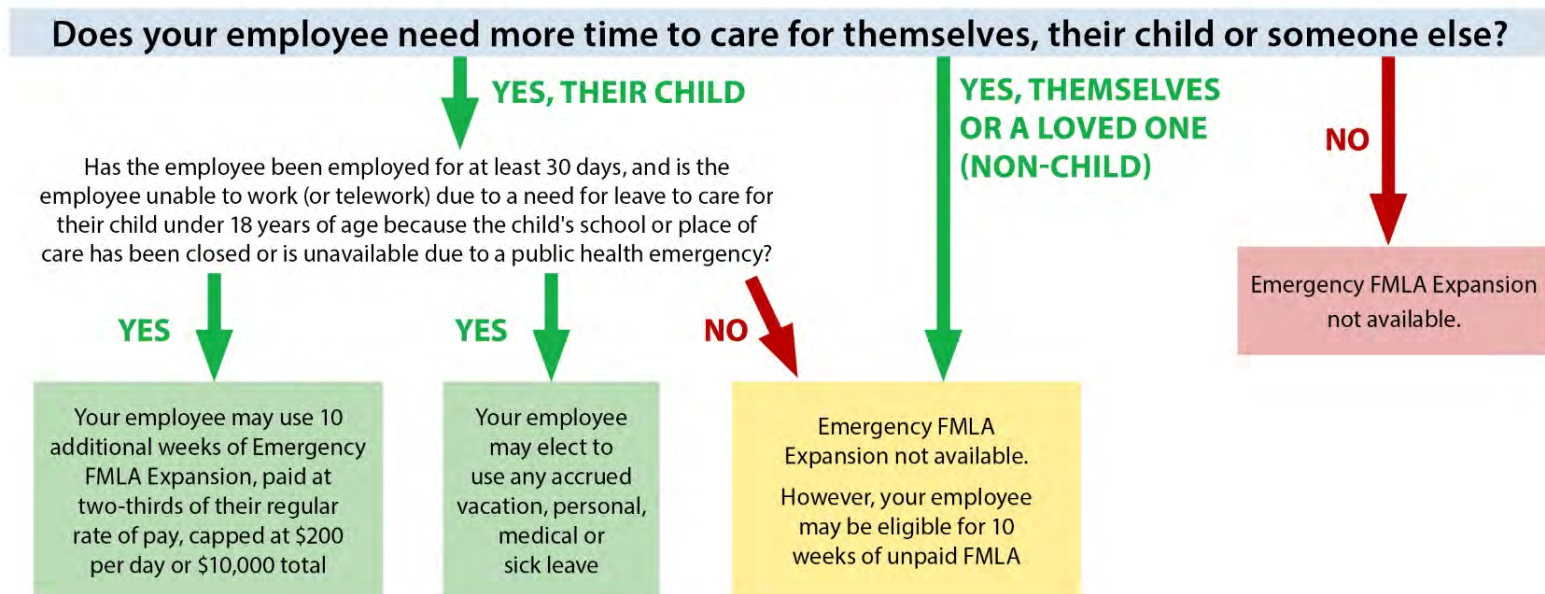 Does your employee need more time to care for themselves, their child or someone else?
YES, THEIR CHILD
YES, THEMSELVES
OR A LOVED ONE
(NON-CHILD)
NO
Has the employee been employed for at least 30 days, and is the
employee unable to work (or telework) due to a need for leave to care for
their child under 18 years of age because the child's school or place of
care has been closed or is unavailable due to a public health emergency?
Emergency FMLA Expansion
not available.
YES
YES
NO
Your employee may use 10
additional weeks of Emergency
FMLA Expansion, paid at
two-thirds of their regular
rate of pay, capped at $200
per day or $10,000 total
Your employee
may elect to
use any accrued
vacation, personal,
medical or
sick leave
Emergency FMLA
Expansion not available.
However, your employee
may be eligible for 10
weeks of unpaid FMLA